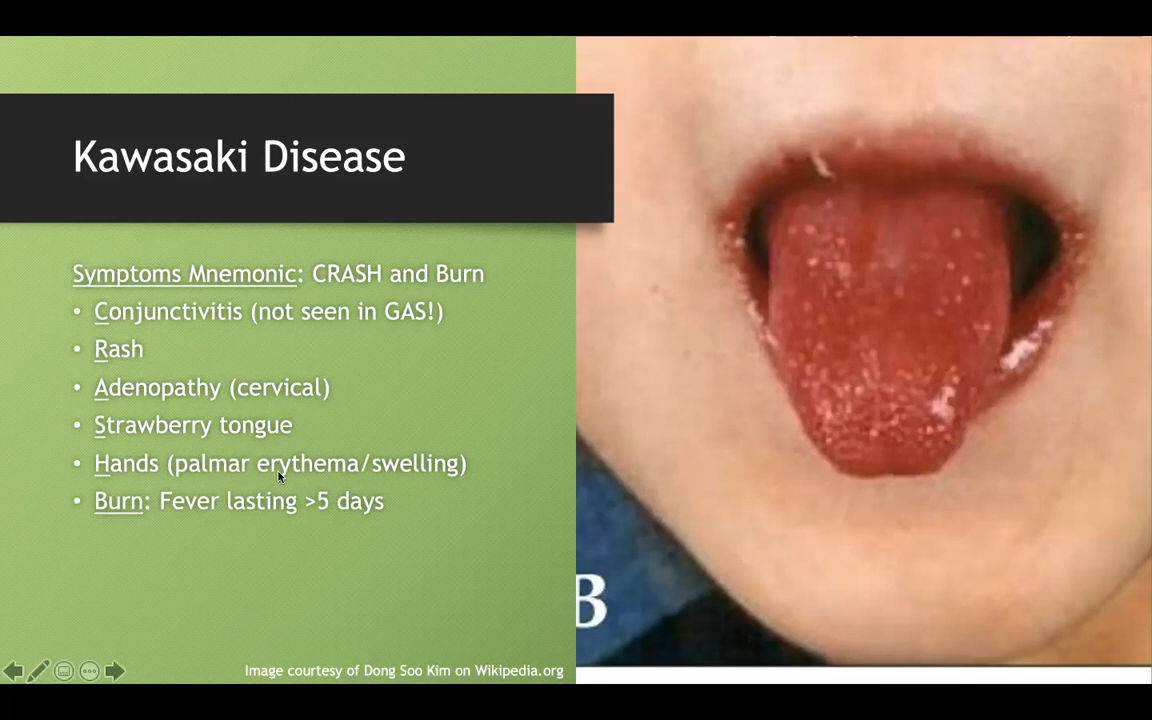 Kawasaki Disease
Symptoms Mnemonic: CRASH and Burn
• Conjunctivitis (not seen in GAS!)
• Rash
• Adenopathy (cervical)
• Strawberry tongue
• Hands (palmar erythema/swelling)
• Burn: Fever lasting >5 days
B
Image courtesy of Dong Soo Kim on Wikipedia.org